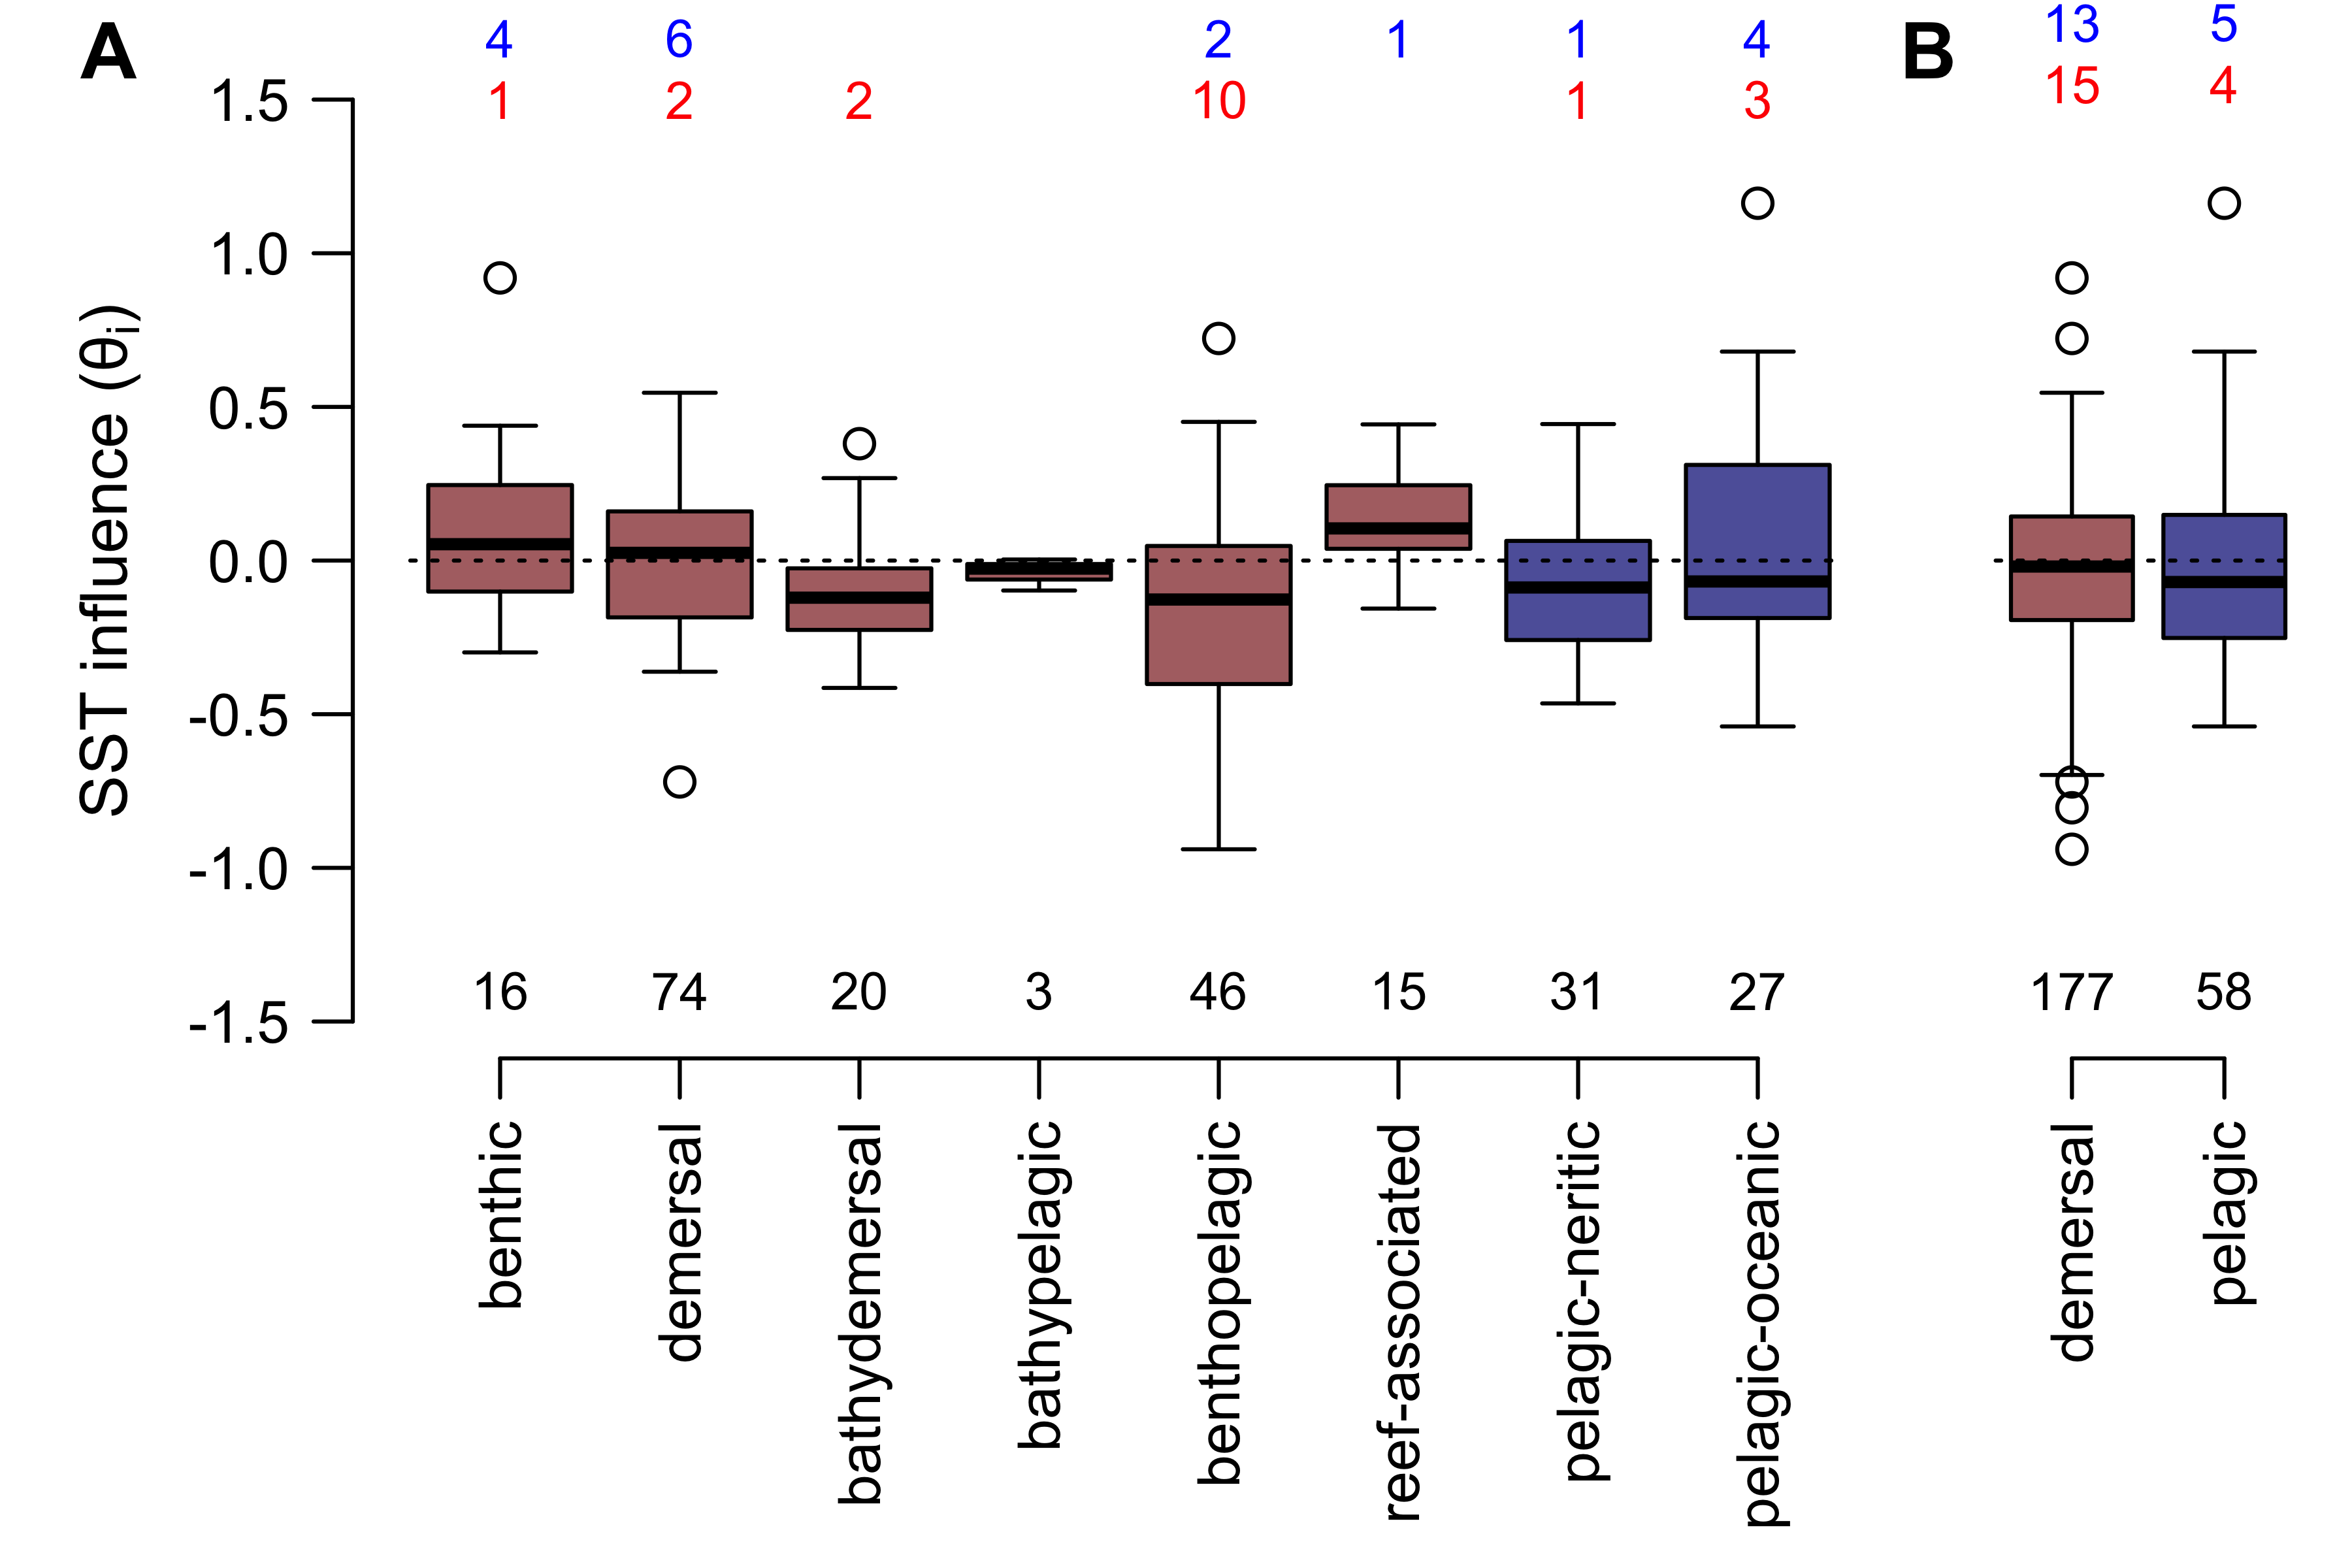 A
4 6 2 1 1 4
B
13 5
1 2 2 10 1 3
15 4
1.5
1.0
0.5
0.0
-0.5
-1.0
-1.5
SST influence (θi)
16 74 20 3 46 15 31 27
177 58
benthic
demersal
bathydemersal
bathypelagic
benthopelagic
reef-associated
pelagic-neritic
pelagic-oceanic
demersal
pelagic